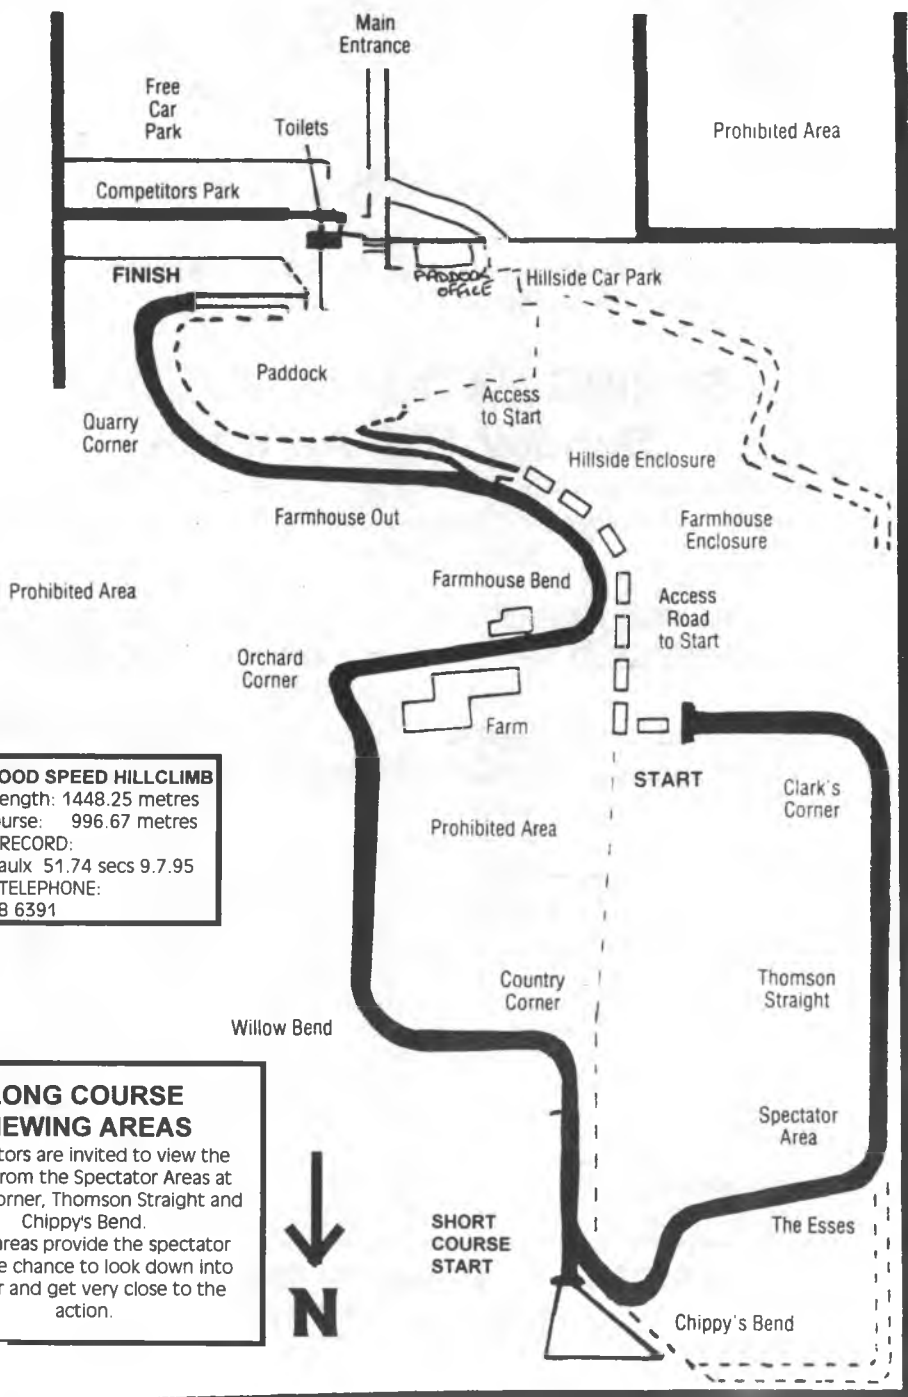 Main
Entrance
Free
Car
Park
Toilets
Prohibited Area
Competitors Park
FINISH
PADDOCK
OFFICE
Hillside Car Park
Paddock
Access
to Start
Quarry
Corner
Hillside Enclosure
Farmhouse Out
Farmhouse
Enclosure
Prohibited Area
Farmhouse Bend
Access
Road
to Start
Orchard
Corner
Farm
START
OOD SPEED HILLCLIMB
ength: 1448.25 metres
urse: 996.67 metres
RECORD:
aulx 51.74 secs 9.7.95
TELEPHONE:
8 6391
Clark's
Corner
Prohibited Area
Country
Corner
Thomson
Straight
Willow Bend
LONG COURSE
IEWING AREAS
tors are invited to view the
rom the Spectator Areas at
orner, Thomson Straight and
Chippy's Bend.
areas provide the spectator
e chance to look down into
r and get very close to the
action.
Spectator
Area
SHORT
COURSE
START
The Esses
N
Chippy's Bend